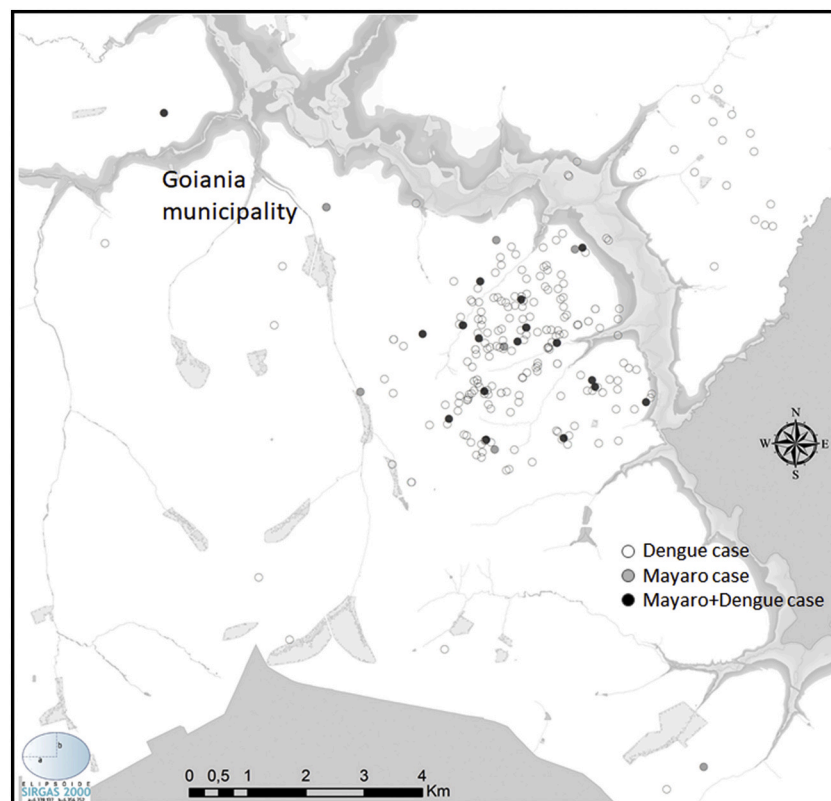 Goiania
municipality
N
W E
S
Dengue case
Mayaro case
Mayaro+Dengue case
b
a
ELIPSÓIDE
SIRGAS 2000
0 0,5 1 2 3 4
Km